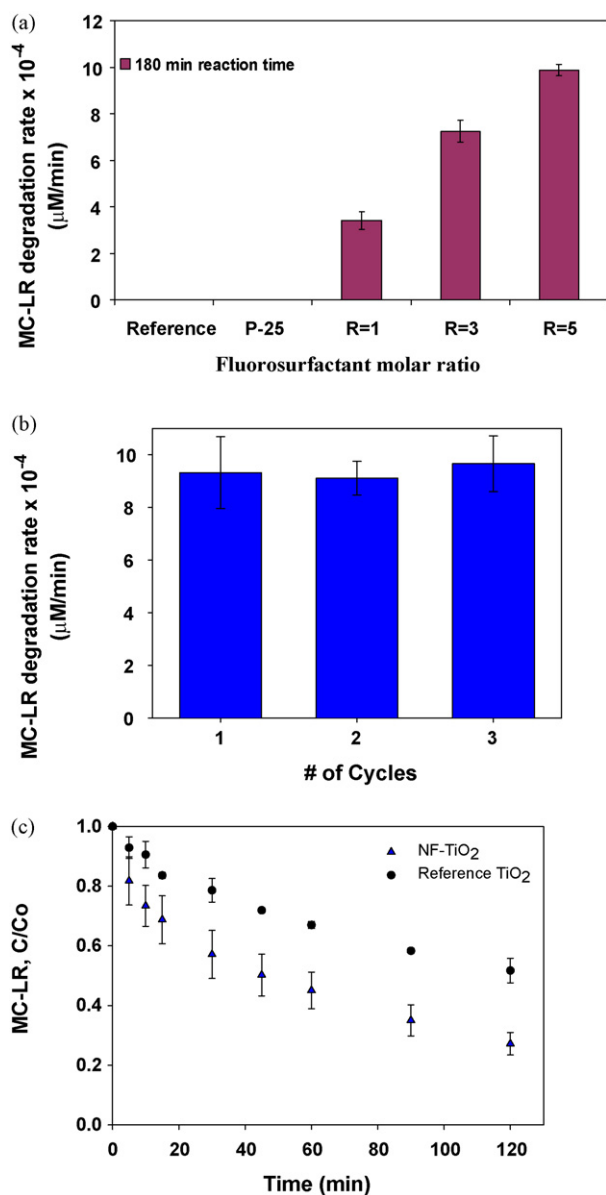 (a)
MC-LR degradation rate x 10⁻⁴
(μM/min)
12
10
8
6
4
2
0
180 min reaction time
Reference P-25 R=1 R=3 R=5
Fluorosurfactant molar ratio
(b)
MC-LR degradation rate x 10⁻⁴
(μM/min)
10
8
6
4
2
0
1 2 3
# of Cycles
(c)
MC-LR, C/Co
1.0
0.8
0.6
0.4
0.2
0.0
NF-TiO₂
Reference TiO₂
0 20 40 60 80 100 120
Time (min)